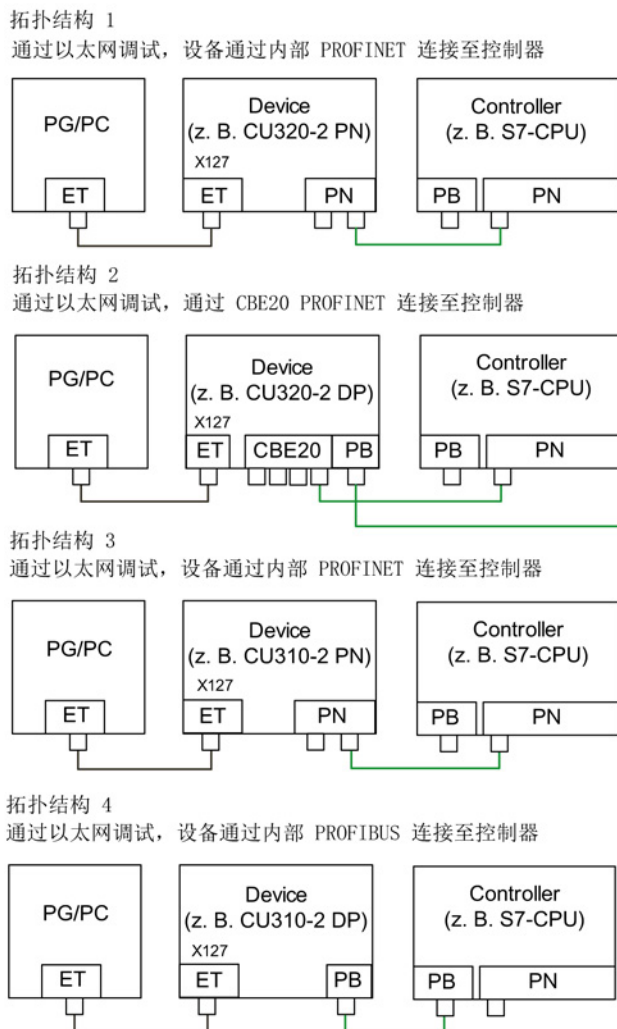 拓扑结构 1
通过以太网调试，设备通过内部 PROFINET 连接至控制器
PG/PC
Device
(z. B. CU320-2 PN)
Controller
(z. B. S7-CPU)
X127
ET
ET
PN
PB
PN
拓扑结构 2
通过以太网调试，通过 CBE20 PROFINET 连接至控制器
PG/PC
Device
(z. B. CU320-2 DP)
Controller
(z. B. S7-CPU)
X127
ET
ET
CBE20
PB
PB
PN
拓扑结构 3
通过以太网调试，设备通过内部 PROFINET 连接至控制器
PG/PC
Device
(z. B. CU310-2 PN)
Controller
(z. B. S7-CPU)
X127
ET
ET
PN
PB
PN
拓扑结构 4
通过以太网调试，设备通过内部 PROFIBUS 连接至控制器
PG/PC
Device
(z. B. CU310-2 DP)
Controller
(z. B. S7-CPU)
X127
ET
ET
PB
PB
PN